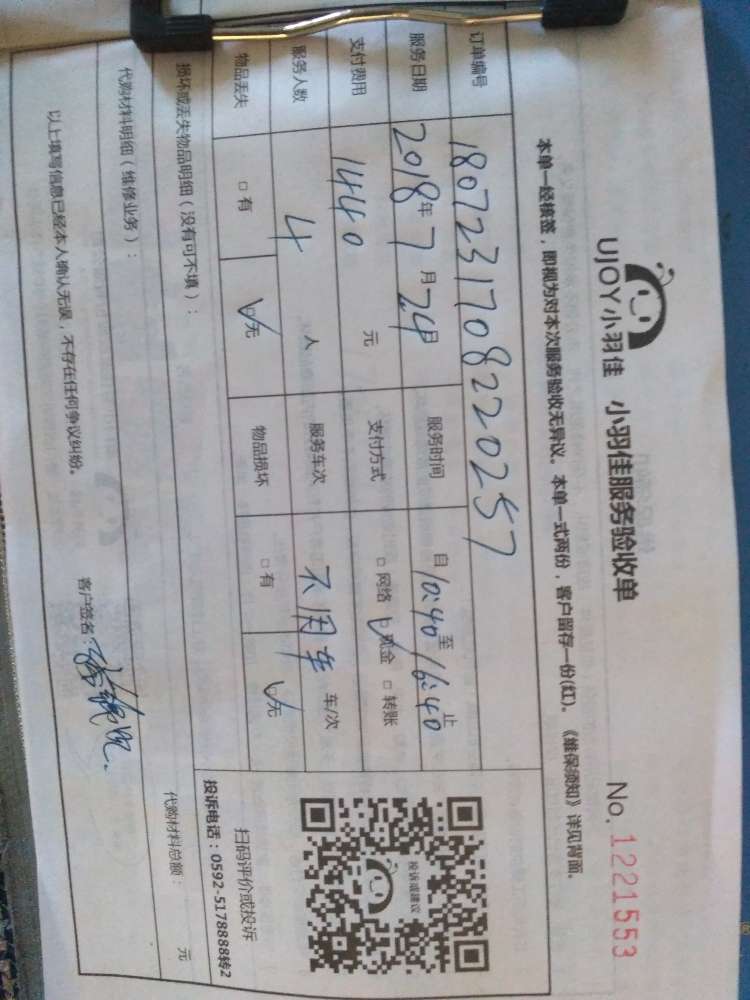 UJOY小羽佳 小羽佳服务验收单 No. 1221553
本单一经核签，即视为对本次服务验收无异议。本单一式两份，客户留存一份(红)。《维保须知》详见背面。
订单编号 1807231708220257
服务日期 2018年7月24日 服务时间 自10:40至16:40止
支付费用 1440 元 支付方式 □网络 ☑现金 □转账
服务人数 4 人 服务车次 不用车 车/次
物品丢失 □有 ☑无 物品损坏 □有 ☑无
投诉或建议
扫码评价或投诉
投诉电话：0592-5178888转2
损坏或丢失物品明细（没有可不填）：
代购材料明细（维修业务）： 代购材料总额： 元
以上填写信息已经本人确认无误，不存在任何争议纠纷。 客户签名：